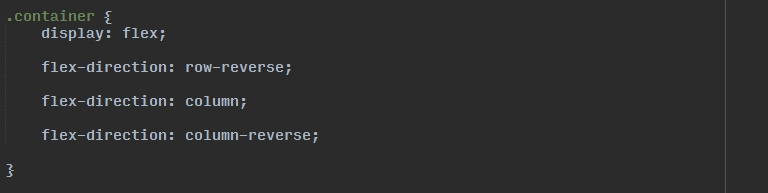 .container {
display: flex;
flex-direction: row-reverse;
flex-direction: column;
flex-direction: column-reverse;
}